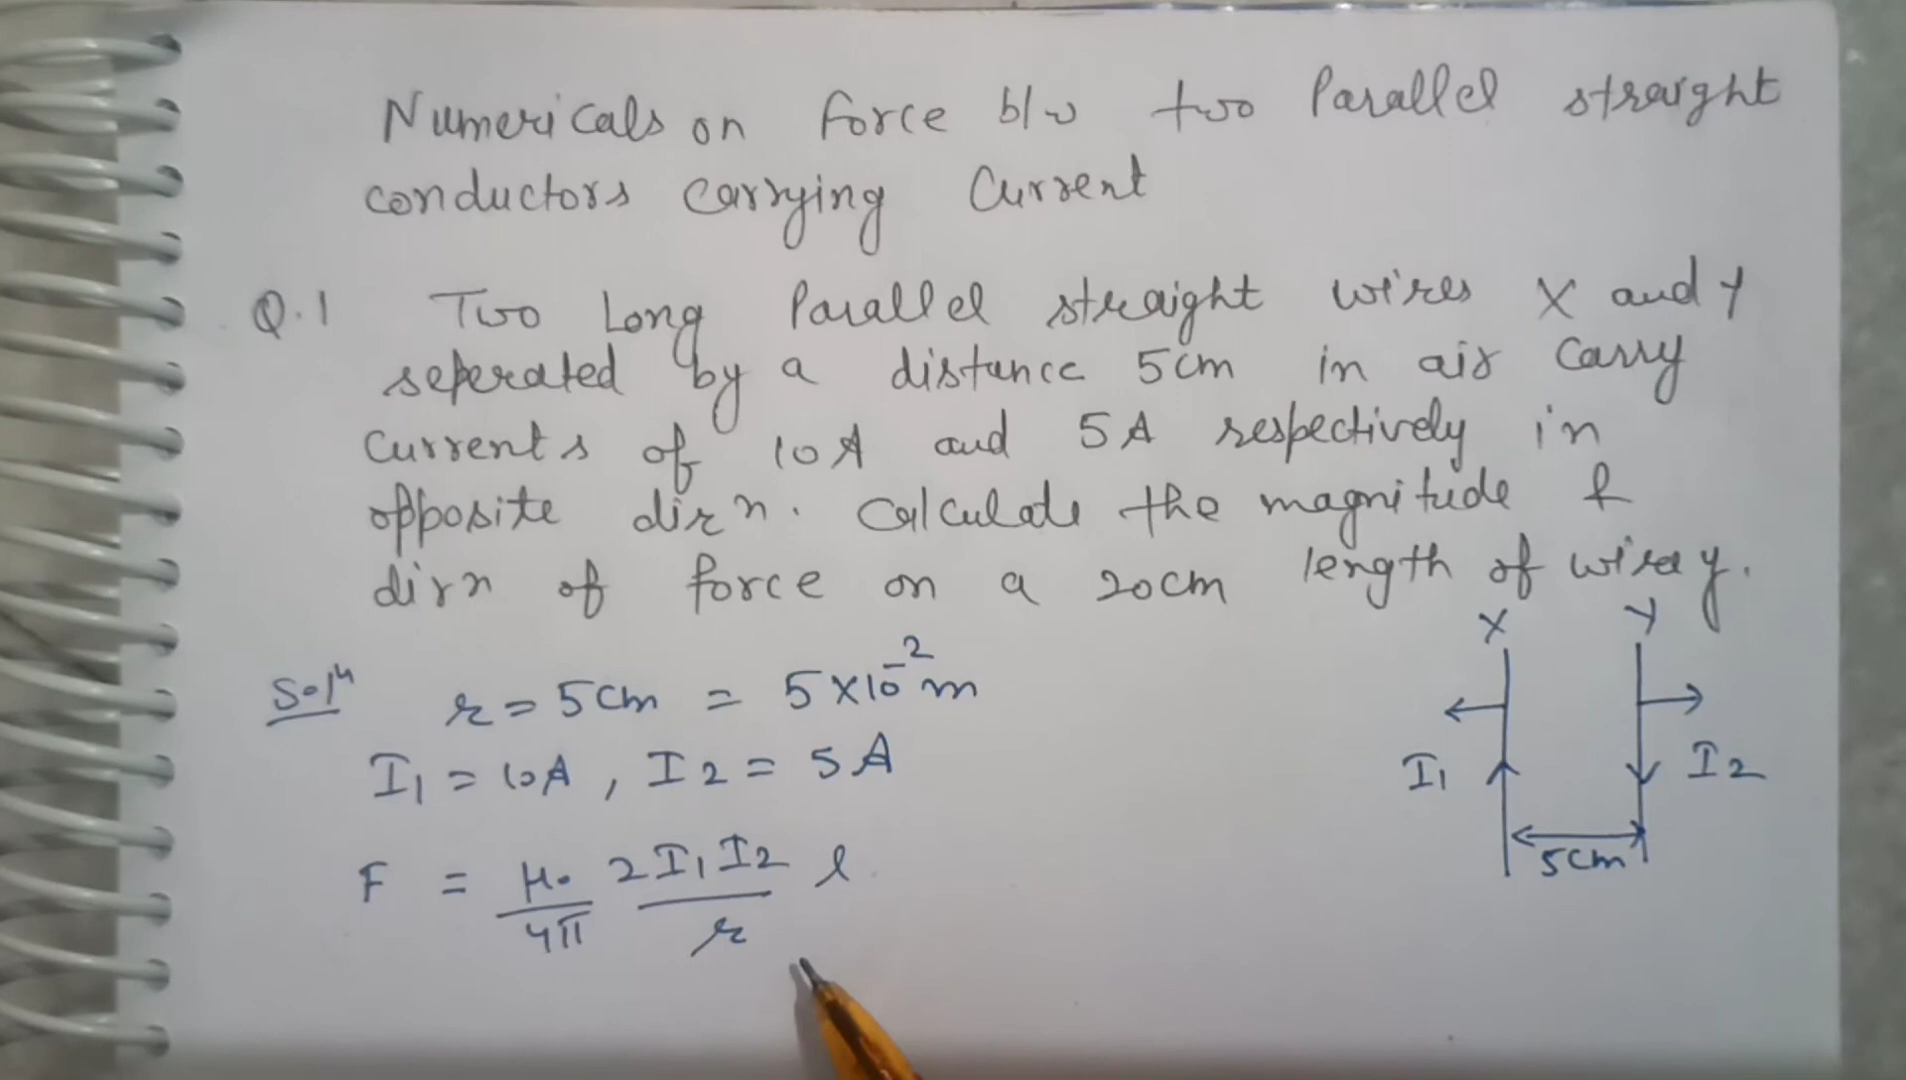 Numericals on force b/w two Parallel straight
conductors carrying Current
Q.1 Two Long Parallel straight wires X and Y
seperated by a distance 5cm in air carry
Currents of 10A and 5A respectively in
opposite dirn. Calculate the magnitude &
dirn of force on a 20cm length of wire y.
X Y
Solⁿ r = 5cm = 5×10⁻² m
I₁ = 10A, I₂ = 5A
I₁ I₂
5cm
F = μ₀/4π 2I₁I₂/r l